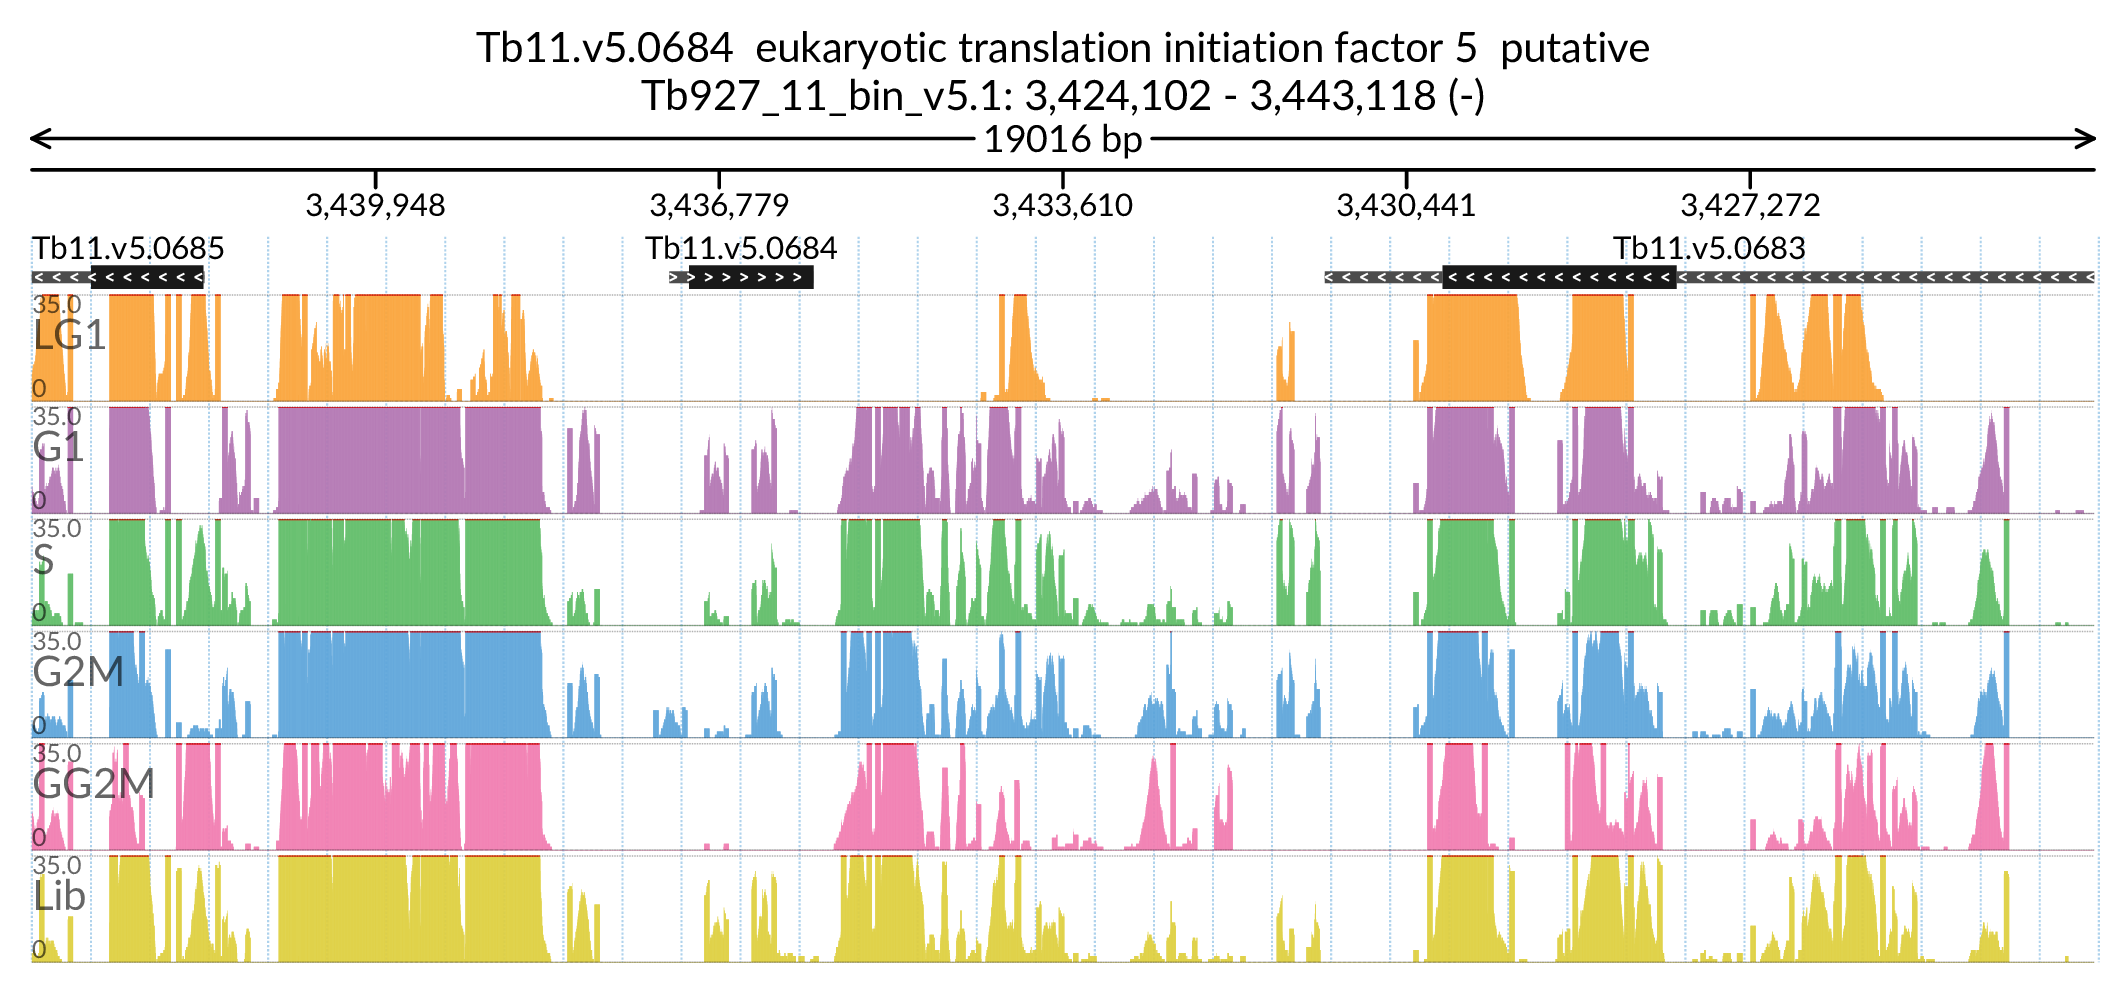 Tb11.v5.0684 eukaryotic translation initiation factor 5 putative
Tb927_11_bin_v5.1: 3,424,102 - 3,443,118 (-)
19016 bp
3,439,948 3,436,779 3,433,610 3,430,441 3,427,272
Tb11.v5.0685 Tb11.v5.0684 Tb11.v5.0683
35.0
LG1
0
35.0
G1
0
35.0
S
0
35.0
G2M
0
35.0
GG2M
0
35.0
Lib
0